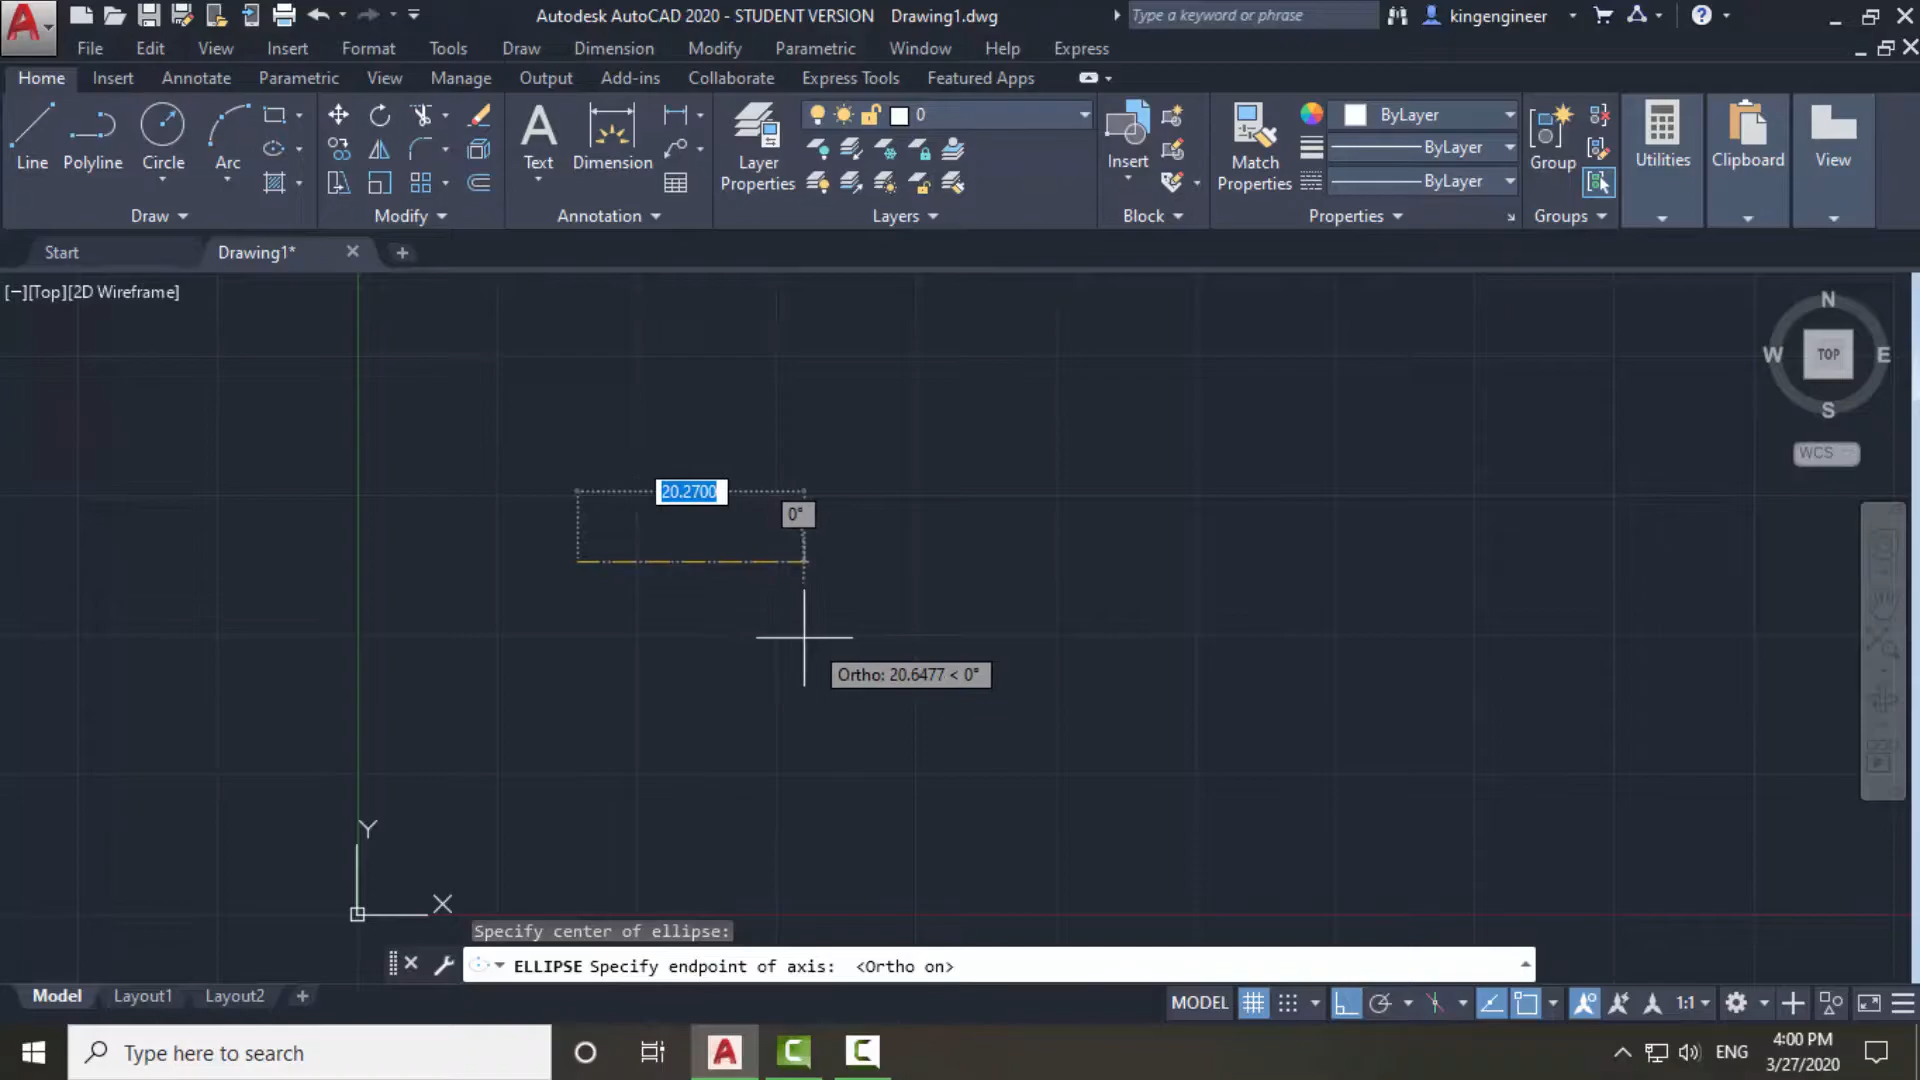 Autodesk AutoCAD 2020 - STUDENT VERSION Drawing1.dwg
Type a keyword or phrase
kingengineer
File Edit View Insert Format Tools Draw Dimension Modify Parametric Window Help Express
Home Insert Annotate Parametric View Manage Output Add-ins Collaborate Express Tools Featured Apps
0
ByLayer
ByLayer
ByLayer
Line Polyline Circle Arc
Text Dimension
Layer Properties
Insert
Match Properties
Group
Utilities Clipboard View
Draw Modify Annotation Layers Block Properties Groups
Start Drawing1*
[−][Top][2D Wireframe]
N
W TOP E
S
WCS
20.2700
0°
Ortho: 20.6477 < 0°
Y
X
Specify center of ellipse:
ELLIPSE Specify endpoint of axis: <Ortho on>
Model Layout1 Layout2
MODEL 1:1
Type here to search
ENG
4:00 PM
3/27/2020